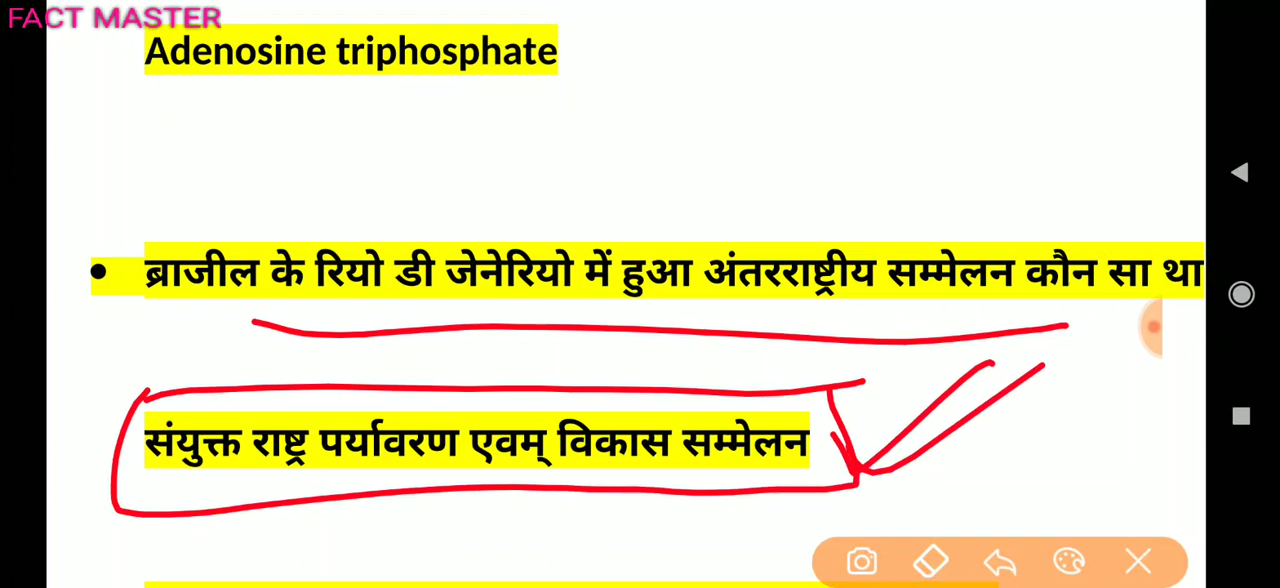 FACT MASTER
Adenosine triphosphate
• ब्राजील के रियो डी जेनेरियो में हुआ अंतरराष्ट्रीय सम्मेलन कौन सा था
संयुक्त राष्ट्र पर्यावरण एवम् विकास सम्मेलन